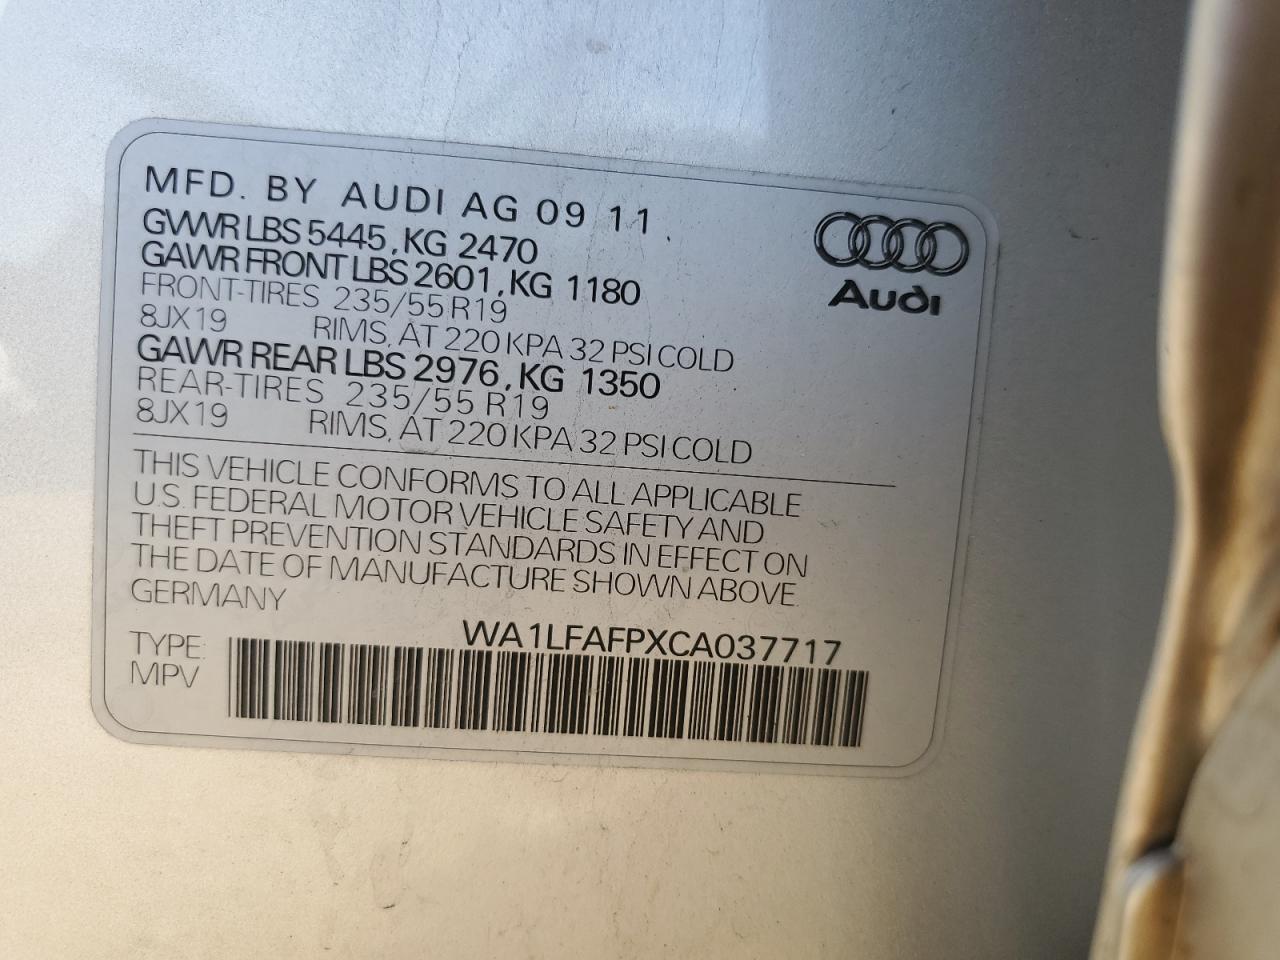 MFD. BY AUDI AG 09 11
GVWR LBS 5445, KG 2470
GAWR FRONT LBS 2601, KG 1180
FRONT-TIRES 235/55 R19
8JX19 RIMS, AT 220 KPA 32 PSI COLD
GAWR REAR LBS 2976, KG 1350
REAR-TIRES 235/55 R19
8JX19 RIMS, AT 220 KPA 32 PSI COLD
Audi
THIS VEHICLE CONFORMS TO ALL APPLICABLE
U.S. FEDERAL MOTOR VEHICLE SAFETY AND
THEFT PREVENTION STANDARDS IN EFFECT ON
THE DATE OF MANUFACTURE SHOWN ABOVE.
GERMANY
WA1LFAFPXCA037717
TYPE:
MPV